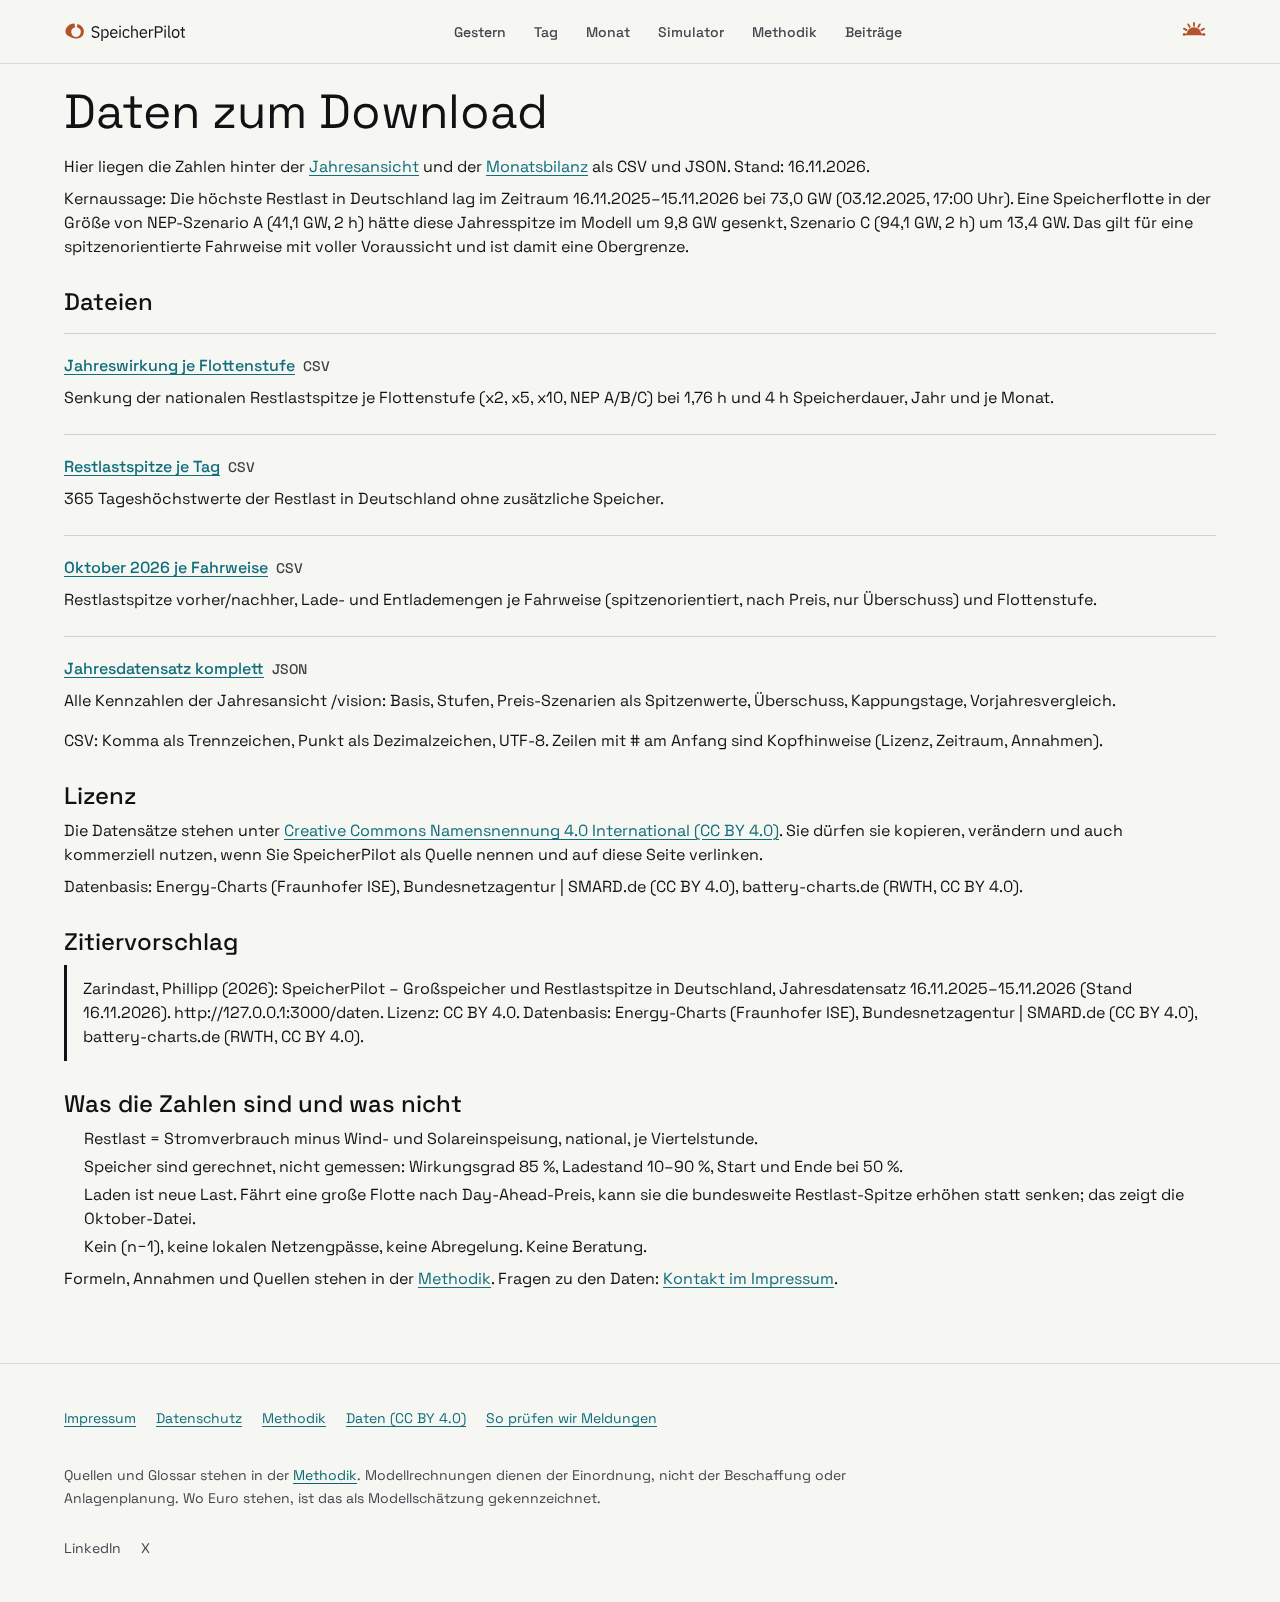 SpeicherPilot
Gestern Tag Monat Simulator Methodik Beiträge
Daten zum Download
Hier liegen die Zahlen hinter der Jahresansicht und der Monatsbilanz als CSV und JSON. Stand: 16.11.2026.
Kernaussage: Die höchste Restlast in Deutschland lag im Zeitraum 16.11.2025–15.11.2026 bei 73,0 GW (03.12.2025, 17:00 Uhr). Eine Speicherflotte in der
Größe von NEP-Szenario A (41,1 GW, 2 h) hätte diese Jahresspitze im Modell um 9,8 GW gesenkt, Szenario C (94,1 GW, 2 h) um 13,4 GW. Das gilt für eine
spitzenorientierte Fahrweise mit voller Voraussicht und ist damit eine Obergrenze.
Dateien
Jahreswirkung je Flottenstufe CSV
Senkung der nationalen Restlastspitze je Flottenstufe (x2, x5, x10, NEP A/B/C) bei 1,76 h und 4 h Speicherdauer, Jahr und je Monat.
Restlastspitze je Tag CSV
365 Tageshöchstwerte der Restlast in Deutschland ohne zusätzliche Speicher.
Oktober 2026 je Fahrweise CSV
Restlastspitze vorher/nachher, Lade- und Entlademengen je Fahrweise (spitzenorientiert, nach Preis, nur Überschuss) und Flottenstufe.
Jahresdatensatz komplett JSON
Alle Kennzahlen der Jahresansicht /vision: Basis, Stufen, Preis-Szenarien als Spitzenwerte, Überschuss, Kappungstage, Vorjahresvergleich.
CSV: Komma als Trennzeichen, Punkt als Dezimalzeichen, UTF-8. Zeilen mit # am Anfang sind Kopfhinweise (Lizenz, Zeitraum, Annahmen).
Lizenz
Die Datensätze stehen unter Creative Commons Namensnennung 4.0 International (CC BY 4.0). Sie dürfen sie kopieren, verändern und auch
kommerziell nutzen, wenn Sie SpeicherPilot als Quelle nennen und auf diese Seite verlinken.
Datenbasis: Energy-Charts (Fraunhofer ISE), Bundesnetzagentur | SMARD.de (CC BY 4.0), battery-charts.de (RWTH, CC BY 4.0).
Zitiervorschlag
Zarindast, Phillipp (2026): SpeicherPilot – Großspeicher und Restlastspitze in Deutschland, Jahresdatensatz 16.11.2025–15.11.2026 (Stand
16.11.2026). http://127.0.0.1:3000/daten. Lizenz: CC BY 4.0. Datenbasis: Energy-Charts (Fraunhofer ISE), Bundesnetzagentur | SMARD.de (CC BY 4.0),
battery-charts.de (RWTH, CC BY 4.0).
Was die Zahlen sind und was nicht
Restlast = Stromverbrauch minus Wind- und Solareinspeisung, national, je Viertelstunde.
Speicher sind gerechnet, nicht gemessen: Wirkungsgrad 85 %, Ladestand 10–90 %, Start und Ende bei 50 %.
Laden ist neue Last. Fährt eine große Flotte nach Day-Ahead-Preis, kann sie die bundesweite Restlast-Spitze erhöhen statt senken; das zeigt die
Oktober-Datei.
Kein (n−1), keine lokalen Netzengpässe, keine Abregelung. Keine Beratung.
Formeln, Annahmen und Quellen stehen in der Methodik. Fragen zu den Daten: Kontakt im Impressum.
Impressum Datenschutz Methodik Daten (CC BY 4.0) So prüfen wir Meldungen
Quellen und Glossar stehen in der Methodik. Modellrechnungen dienen der Einordnung, nicht der Beschaffung oder
Anlagenplanung. Wo Euro stehen, ist das als Modellschätzung gekennzeichnet.
LinkedIn X